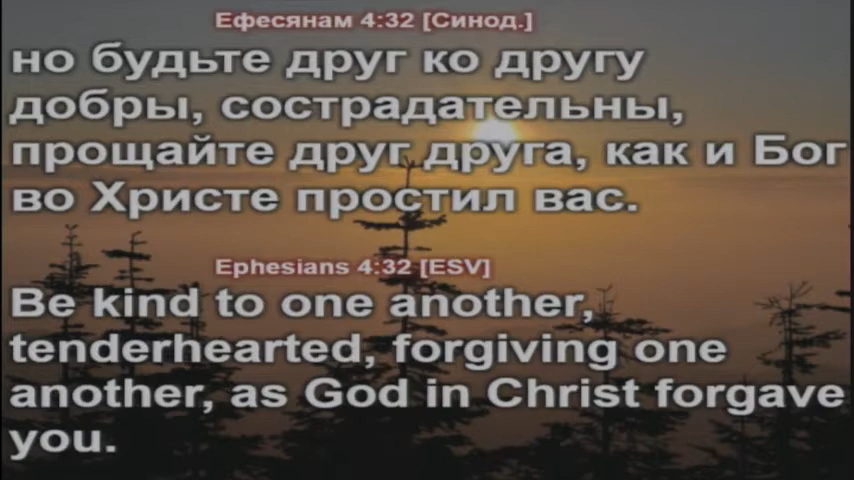 Ефесянам 4:32 [Синод.]
но будьте друг ко другу
добры, сострадательны,
прощайте друг друга, как и Бог
во Христе простил вас.
Ephesians 4:32 [ESV]
Be kind to one another,
tenderhearted, forgiving one
another, as God in Christ forgave
you.